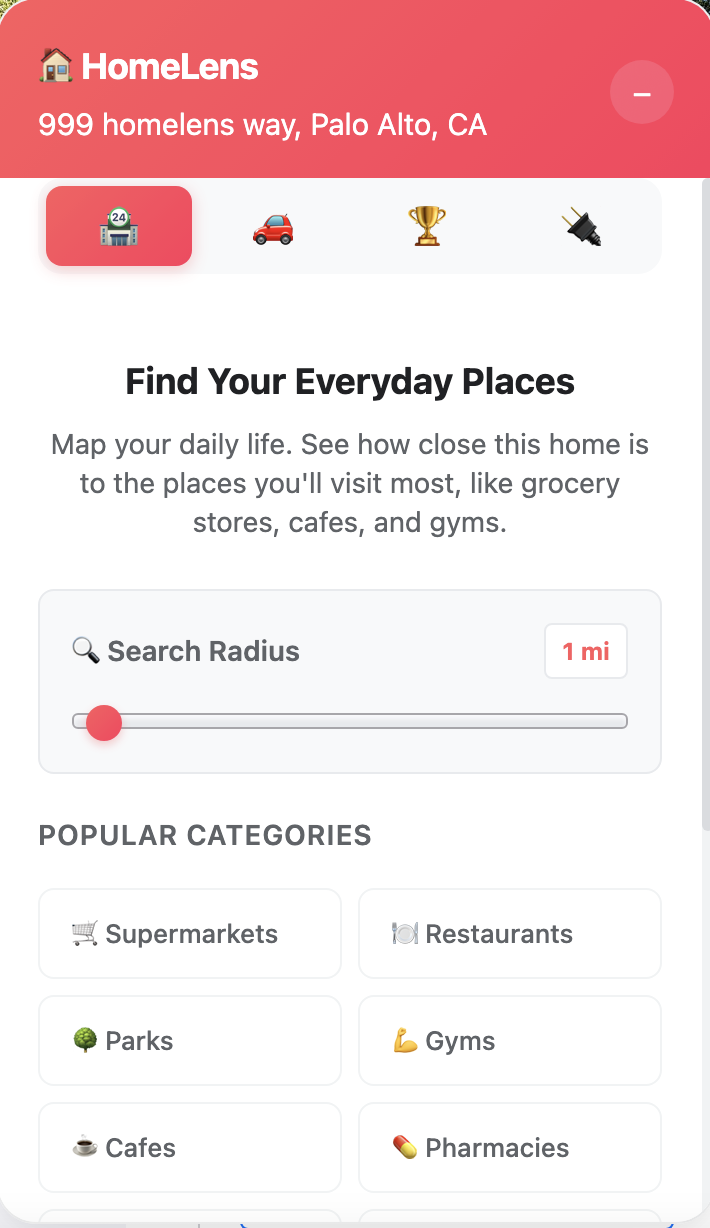 HomeLens
999 homelens way, Palo Alto, CA
24
Find Your Everyday Places
Map your daily life. See how close this home is
to the places you'll visit most, like grocery
stores, cafes, and gyms.
Search Radius
1 mi
POPULAR CATEGORIES
Supermarkets
Restaurants
Parks
Gyms
Cafes
Pharmacies